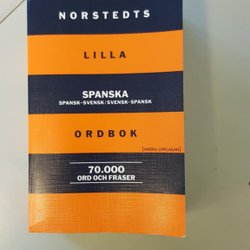 NORSTEDTS
LILLA
SPANSKA
SPANSK-SVENSK/SVENSK-SPANSK
ORDBOK
[ANDRA UPPLAGAN]
70.000
ORD OCH FRASER